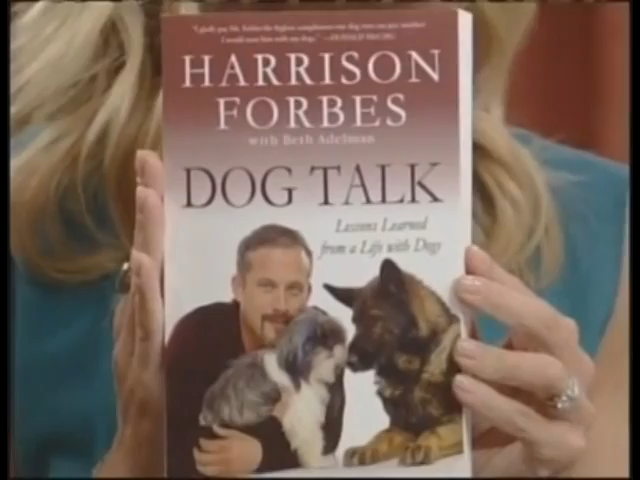 HARRISON
FORBES
with Beth Adelman
DOG TALK
Lessons Learned
from a Life with Dogs